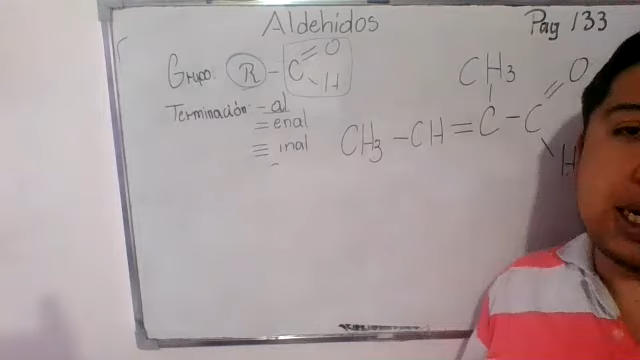 Aldehidos
Pag 133
Grupo: R - C = O
H
Terminación: - al
= enal
≡ inal
CH3
CH3 - CH = C - C = O
H